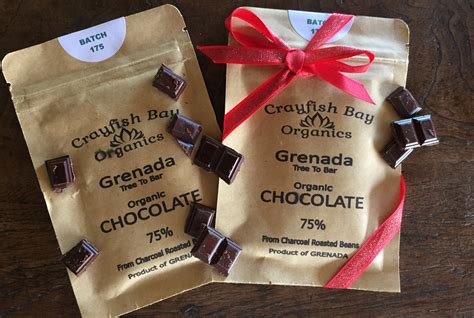 BATCH
175
Crayfish Bay
Organics
Grenada
Tree To Bar
Organic
CHOCOLATE
75%
From Charcoal Roasted Beans
Product of GRENADA
BATCH
Crayfish Bay
Organics
Grenada
Tree To Bar
Organic
CHOCOLATE
75%
From Charcoal Roasted Beans
Product of GRENADA